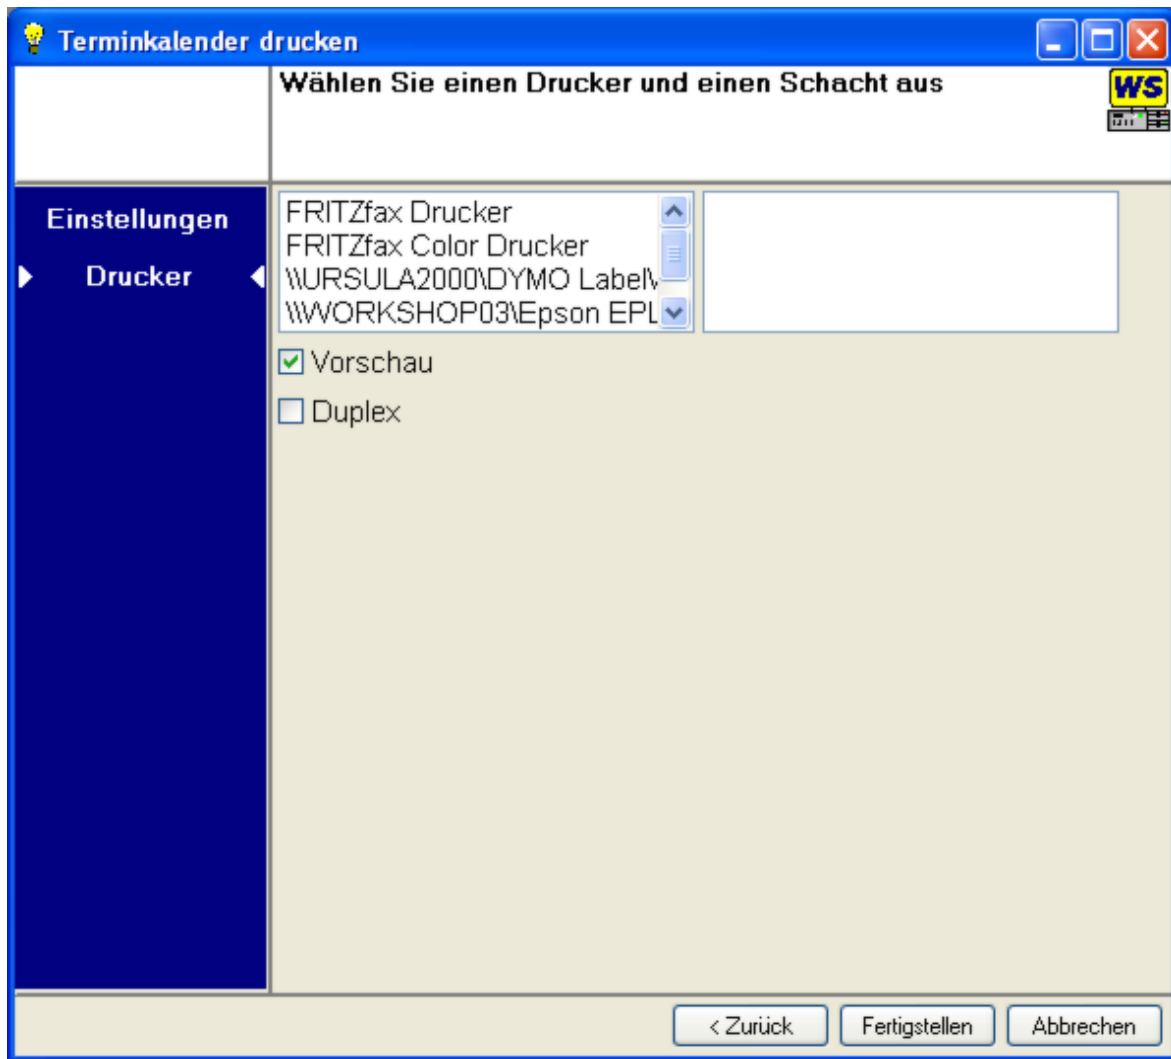 Terminkalender drucken
Wählen Sie einen Drucker und einen Schacht aus
WS
Einstellungen
Drucker
FRITZfax Drucker
FRITZfax Color Drucker
\\URSULA2000\DYMO Label
\\WORKSHOP03\Epson EPL
Vorschau
Duplex
< Zurück
Fertigstellen
Abbrechen